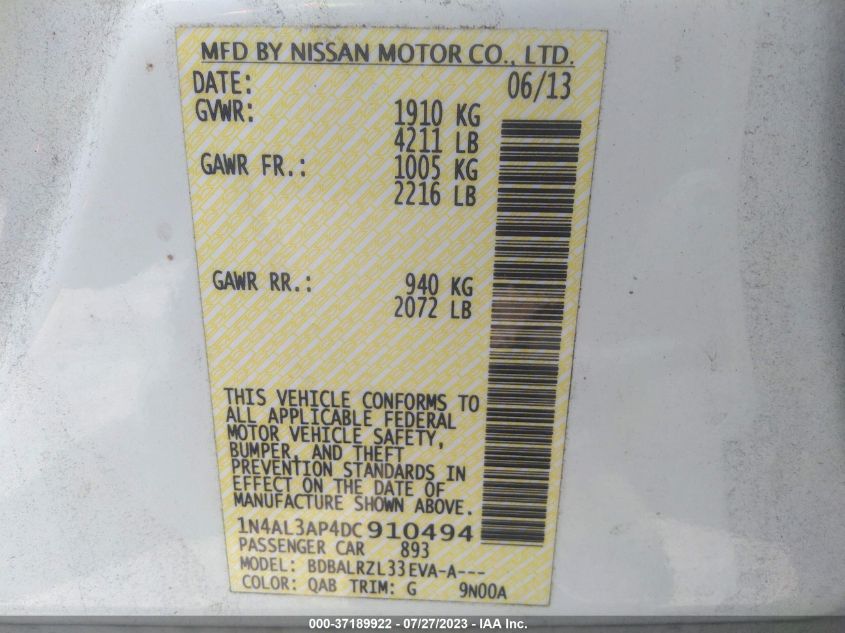 MFD BY NISSAN MOTOR CO., LTD.
DATE: 06/13
GVWR: 1910 KG
4211 LB
GAWR FR.: 1005 KG
2216 LB
GAWR RR.: 940 KG
2072 LB
THIS VEHICLE CONFORMS TO
ALL APPLICABLE FEDERAL
MOTOR VEHICLE SAFETY,
BUMPER, AND THEFT
PREVENTION STANDARDS IN
EFFECT ON THE DATE OF
MANUFACTURE SHOWN ABOVE.
1N4AL3AP4DC910494
PASSENGER CAR 893
MODEL: BDBALRZL33EVA-A---
COLOR: QAB TRIM: G 9N00A
000-37189922 - 07/27/2023 - IAA Inc.